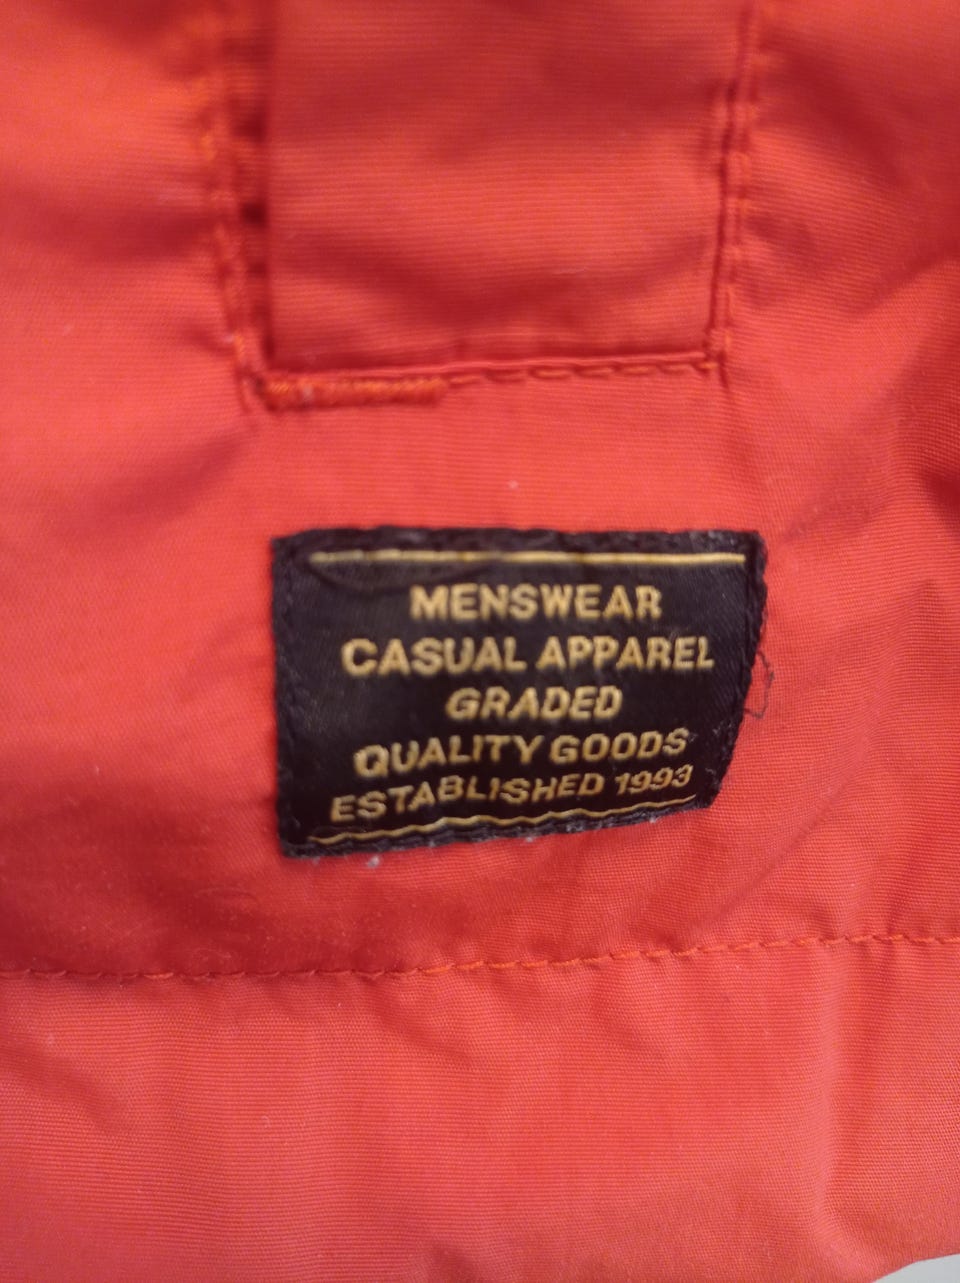 MENSWEAR
CASUAL APPAREL
GRADED
QUALITY GOODS
ESTABLISHED 1993